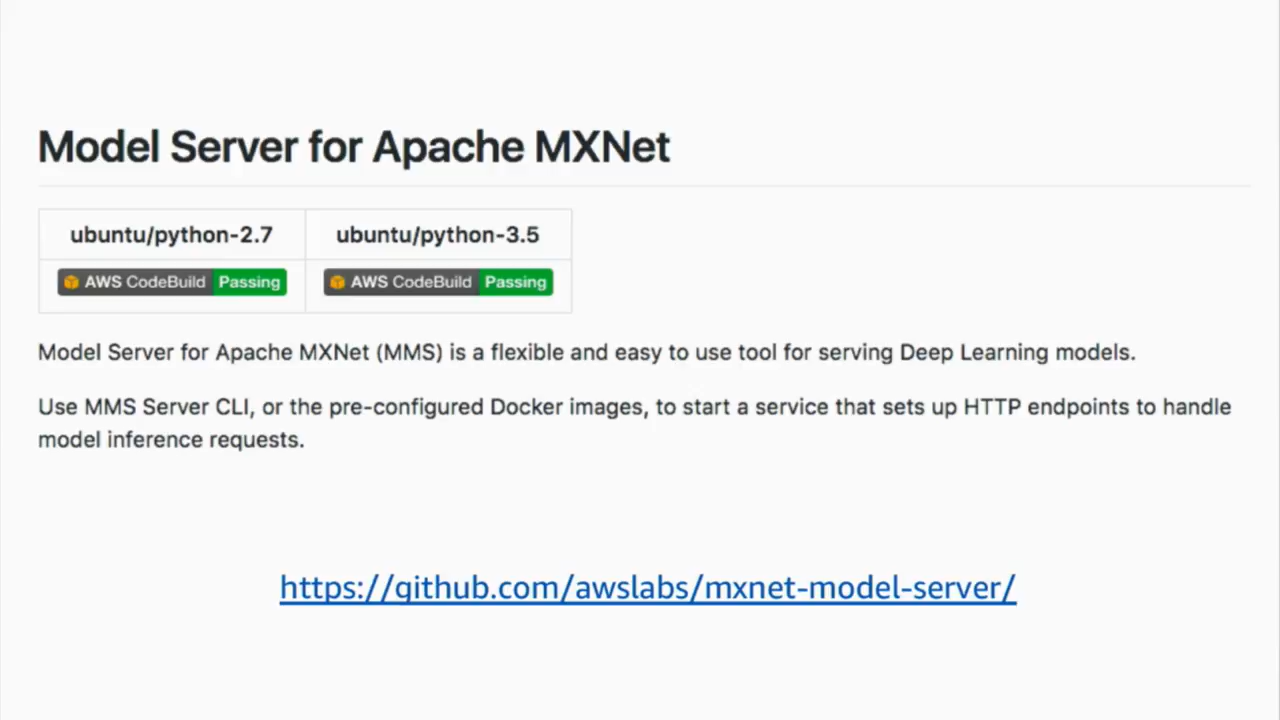 Model Server for Apache MXNet
ubuntu/python-2.7 ubuntu/python-3.5
AWS CodeBuild Passing AWS CodeBuild Passing
Model Server for Apache MXNet (MMS) is a flexible and easy to use tool for serving Deep Learning models.
Use MMS Server CLI, or the pre-configured Docker images, to start a service that sets up HTTP endpoints to handle
model inference requests.
https://github.com/awslabs/mxnet-model-server/